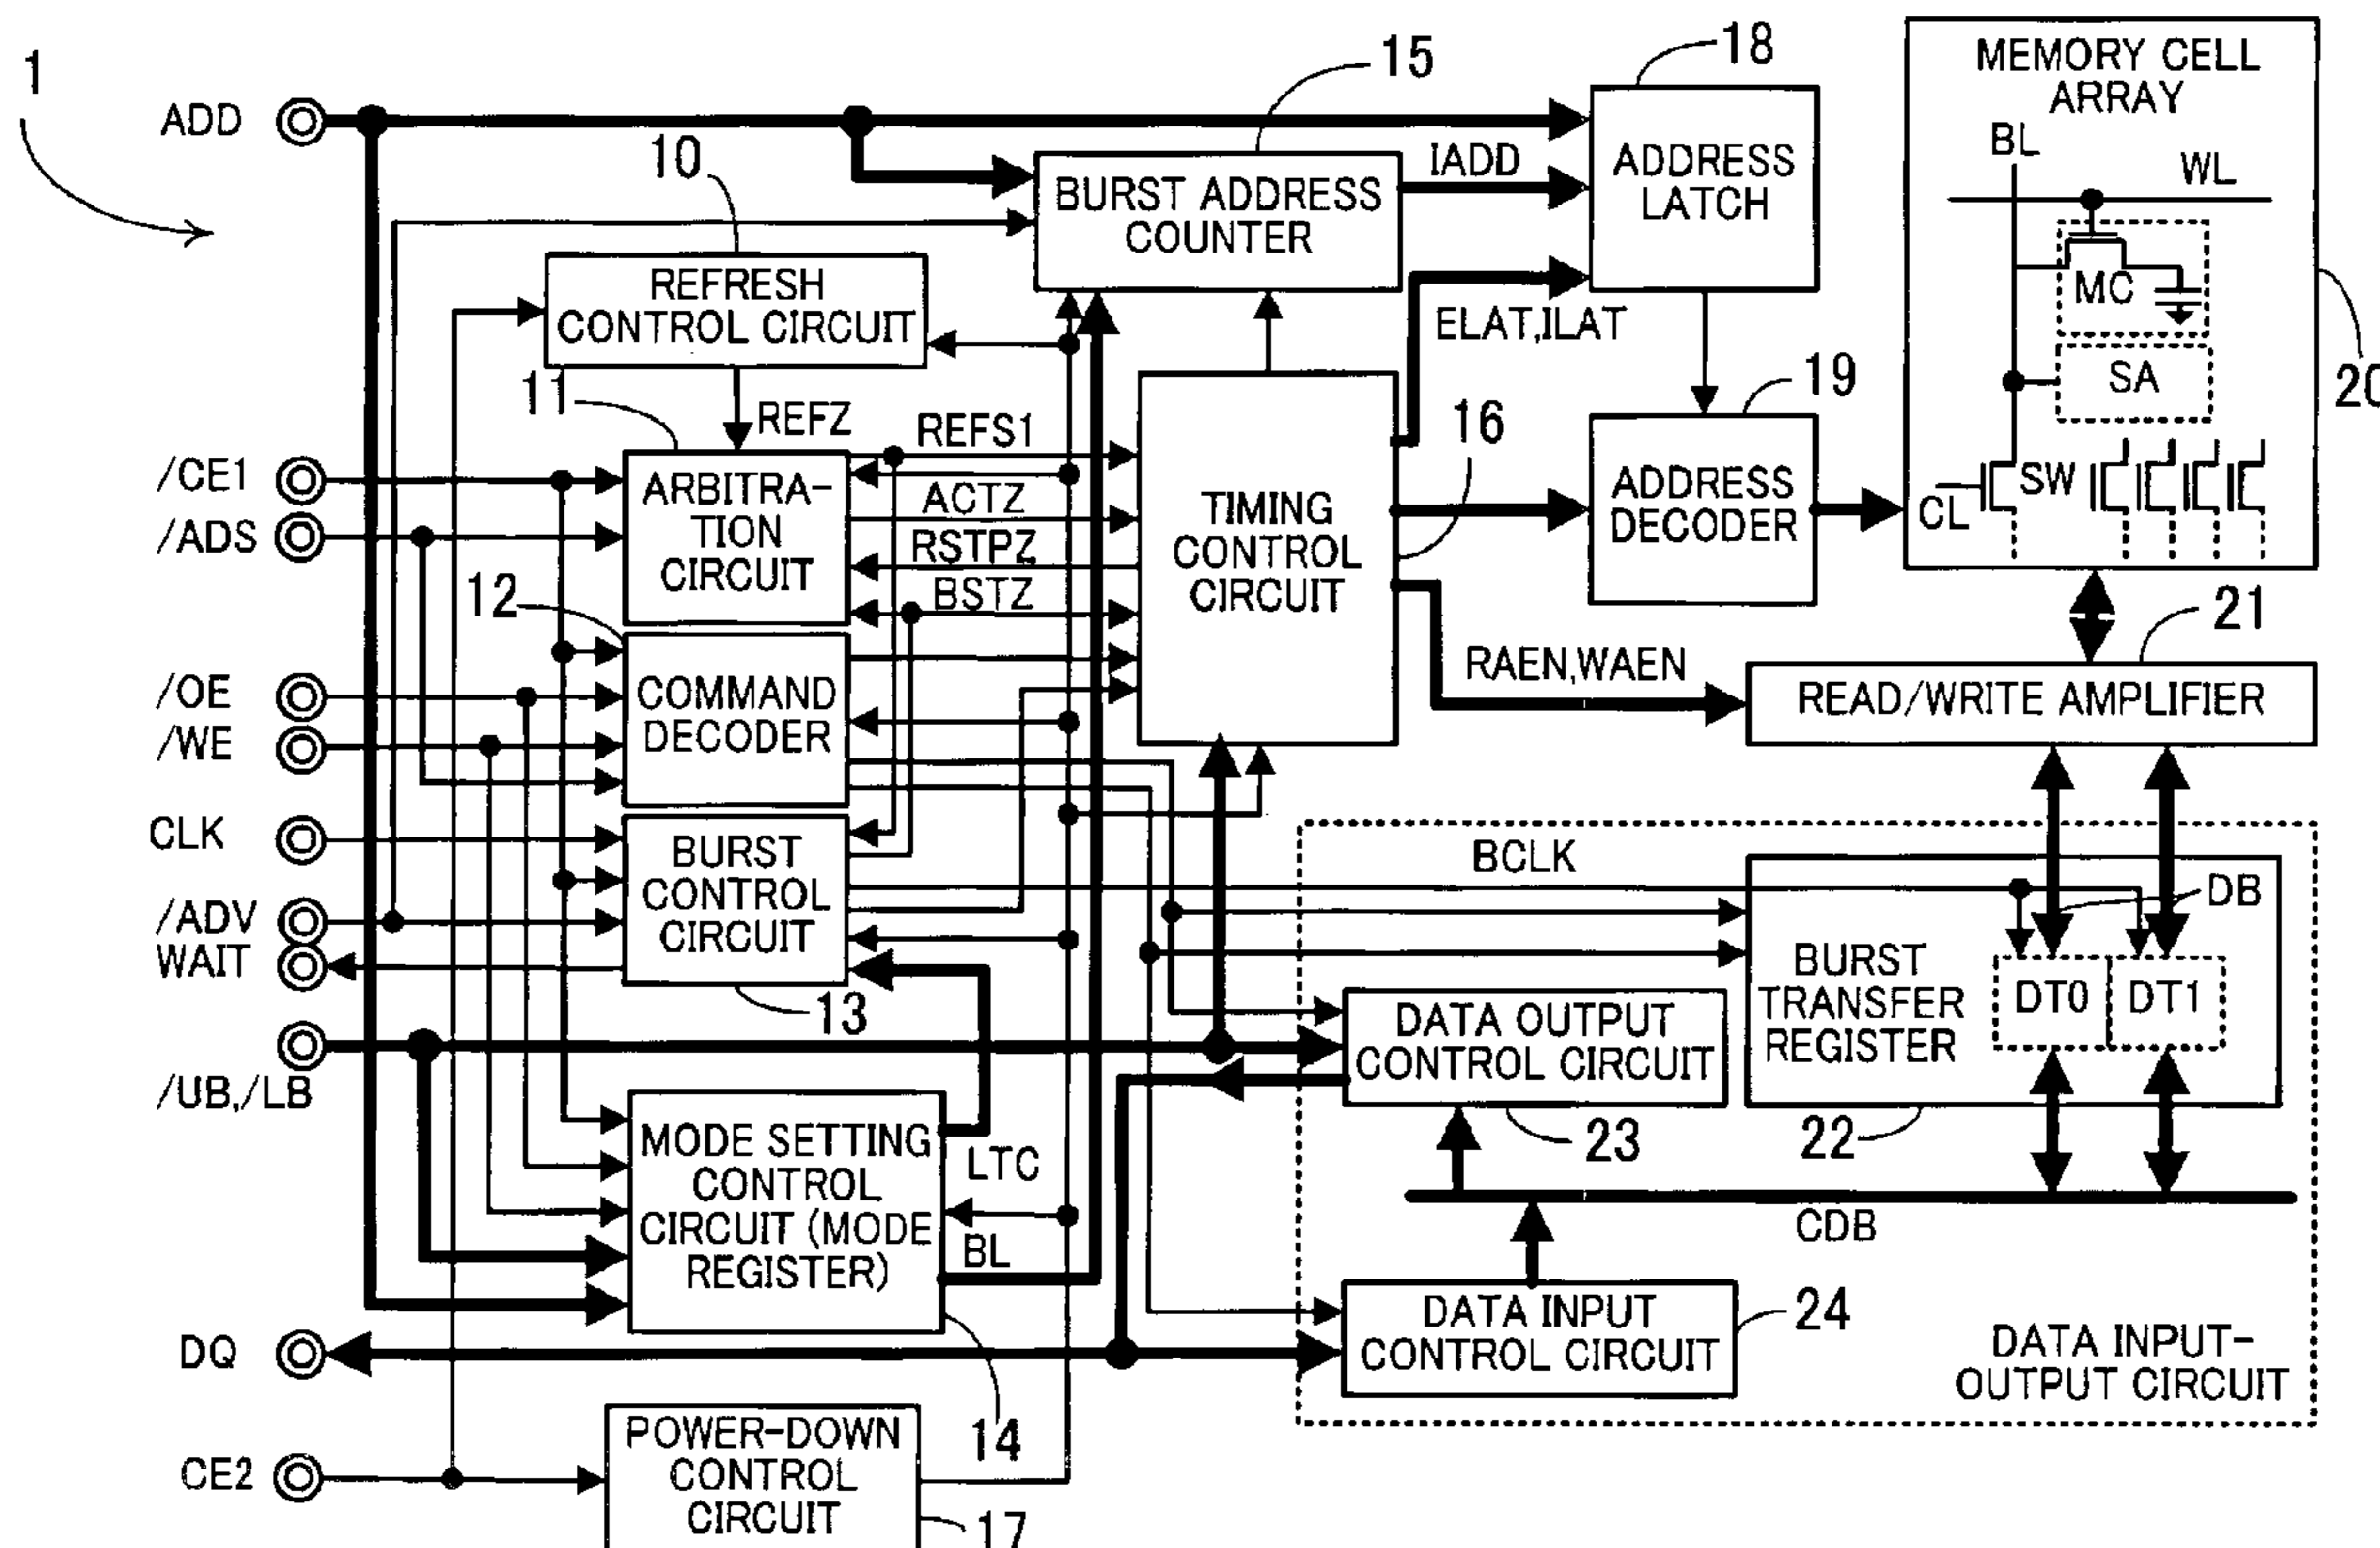 1
ADD
10
15
18
MEMORY CELL
ARRAY
BL
WL
MC
SA
SW
CL
20
BURST ADDRESS
COUNTER
IADD
ADDRESS
LATCH
ELAT,ILAT
REFRESH
CONTROL CIRCUIT
11
REFZ
REFS1
16
19
/CE1
/ADS
ARBITRA-
TION
CIRCUIT
ACTZ
RSTPZ
BSTZ
TIMING
CONTROL
CIRCUIT
ADDRESS
DECODER
12
21
/OE
/WE
COMMAND
DECODER
RAEN,WAEN
READ/WRITE AMPLIFIER
CLK
/ADV
WAIT
BURST
CONTROL
CIRCUIT
13
BCLK
DB
BURST
TRANSFER
REGISTER
DT0
DT1
/UB,/LB
DATA OUTPUT
CONTROL CIRCUIT
23
22
MODE SETTING
CONTROL
CIRCUIT (MODE
REGISTER)
LTC
BL
14
CDB
DQ
DATA INPUT
CONTROL CIRCUIT
24
DATA INPUT-
OUTPUT CIRCUIT
CE2
POWER-DOWN
CONTROL
CIRCUIT
17